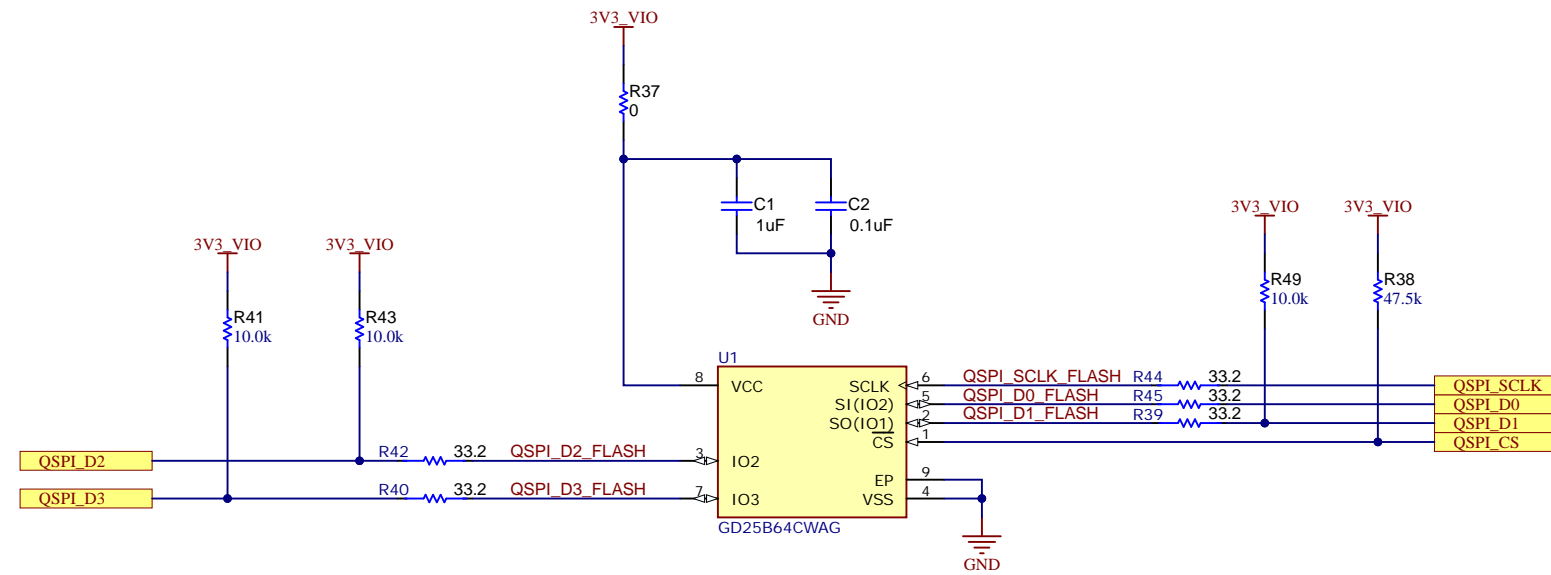 3V3_VIO
R37
0
C1
1uF
C2
0.1uF
GND
3V3_VIO
3V3_VIO
R41
10.0k
R43
10.0k
3V3_VIO
3V3_VIO
R49
10.0k
R38
47.5k
U1
8
VCC
SCLK
6
QSPI_SCLK_FLASH
R44
33.2
QSPI_SCLK
SI(IO2)
5
QSPI_D0_FLASH
R45
33.2
QSPI_D0
SO(IO1)
2
QSPI_D1_FLASH
R39
33.2
QSPI_D1
CS
1
QSPI_CS
QSPI_D2
R42
33.2
QSPI_D2_FLASH
3
IO2
QSPI_D3
R40
33.2
QSPI_D3_FLASH
7
IO3
EP
9
VSS
4
GD25B64CWAG
GND